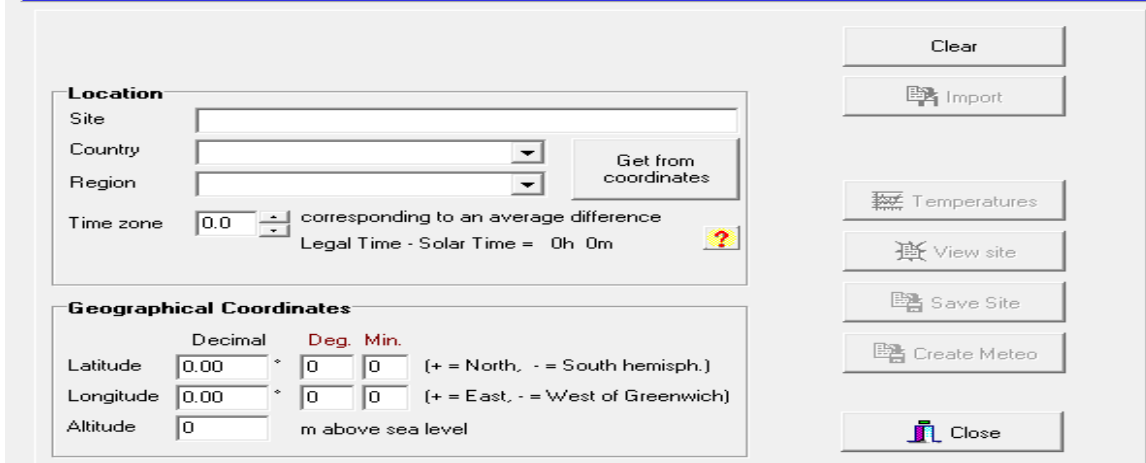 Clear
Location
Import
Site
Country
Get from
coordinates
Region
Time zone 0.0 corresponding to an average difference
Legal Time - Solar Time = 0h 0m
?
Temperatures
View site
Save Site
Create Meteo
Close
Geographical Coordinates
Decimal Deg. Min.
Latitude 0.00 ° 0 0 (+ = North, - = South hemisph.)
Longitude 0.00 ° 0 0 (+ = East, - = West of Greenwich)
Altitude 0 m above sea level